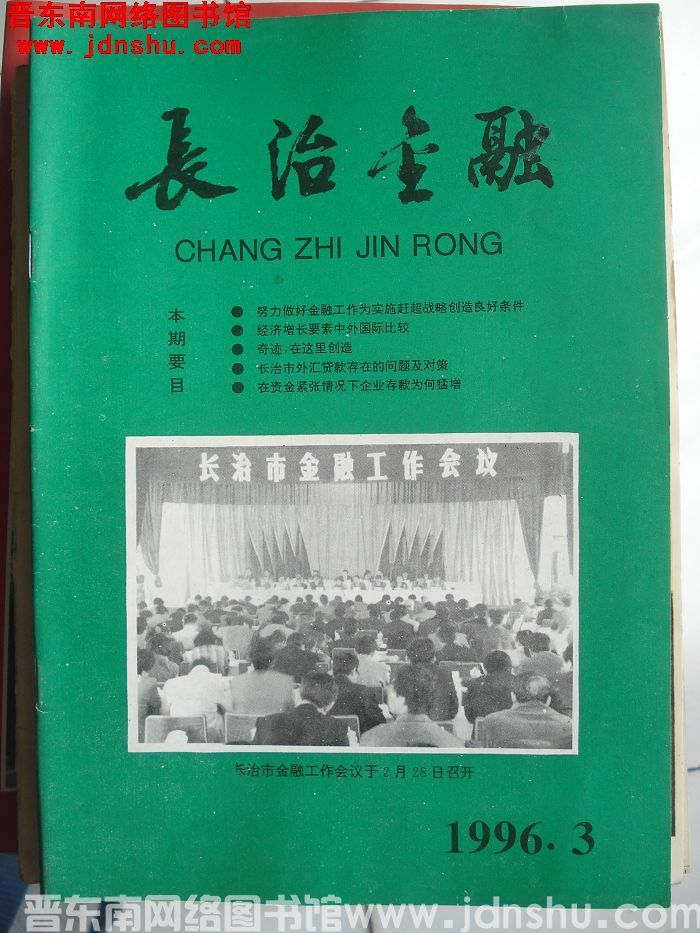 晋东南网络图书馆
www.jdnshu.com
長治金融
CHANG ZHI JIN RONG
本期要目
● 努力做好金融工作为实施赶超战略创造良好条件
● 经济增长要素中外国际比较
● 奇迹,在这里创造
● 长治市外汇贷款存在的问题及对策
● 在资金紧张情况下企业存款为何猛增
长治市金融工作会议
长治市金融工作会议于2月28日召开
1996.3
晋东南网络图书馆www.jdnshu.com